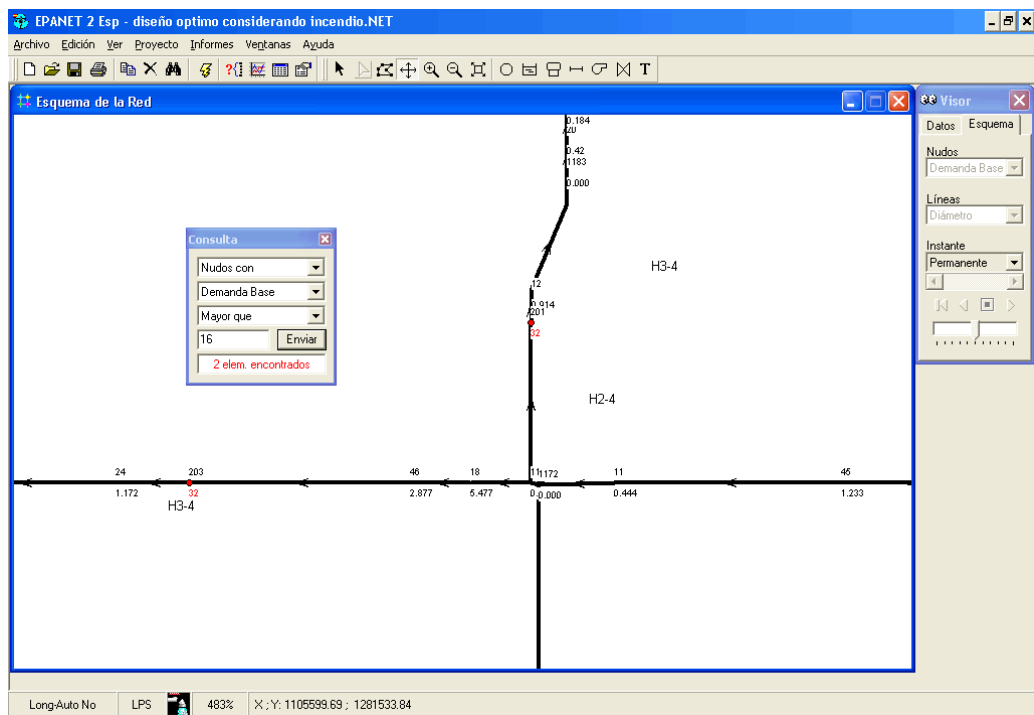 EPANET 2 Esp - diseño optimo considerando incendio.NET
Archivo Edición Ver Proyecto Informes Ventanas Ayuda
T
Esquema de la Red
Visor
Datos Esquema
Nudos
Demanda Base
Líneas
Diámetro
Instante
Permanente
Consulta
Nudos con
Demanda Base
Mayor que
16 Enviar
2 elem. encontrados
0.184
20
0.42
1183
0.000
H3-4
12
0.914
201
32
H2-4
24 203 46 18 11 1172 11 45
1.172 32 2.877 5.477 0.000 0.444 1.233
H3-4
Long-Auto No LPS 483% X ; Y: 1105599.69 ; 1281533.84